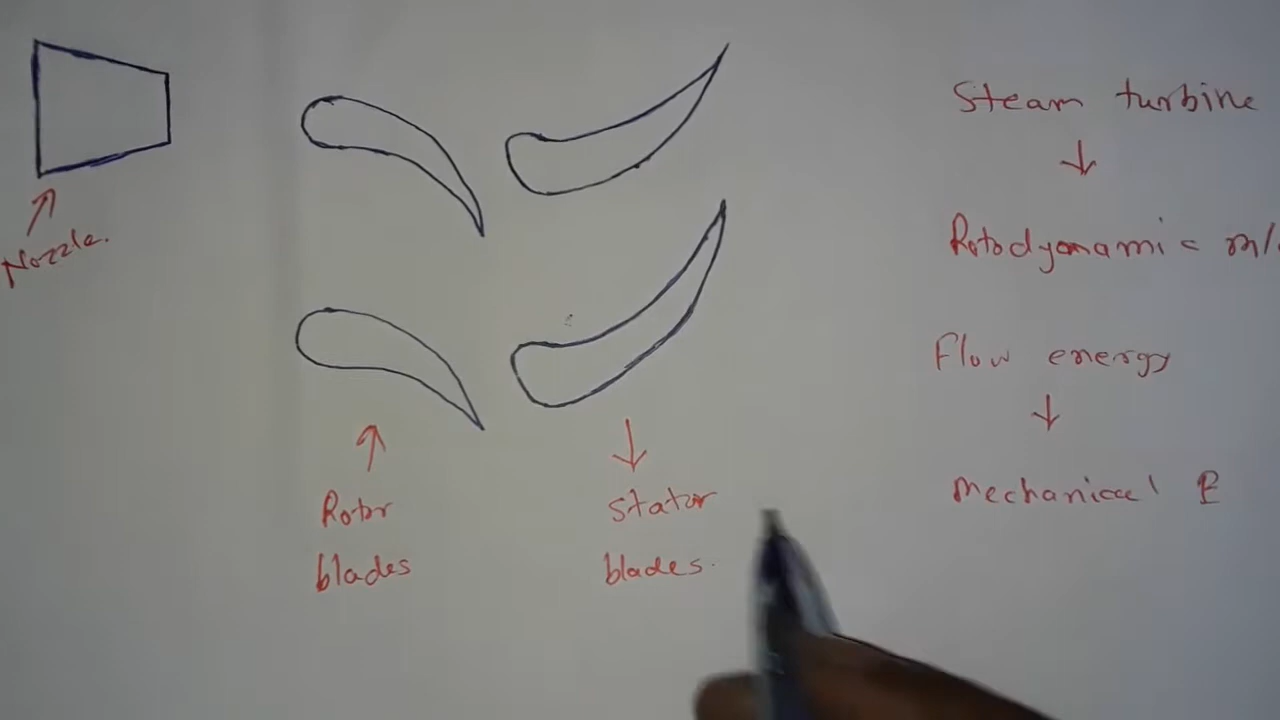 Nozzle.
Rotor
blades
Stator
blades.
Steam turbine
↓
Rotodynamic m/
Flow energy
↓
Mechanical E